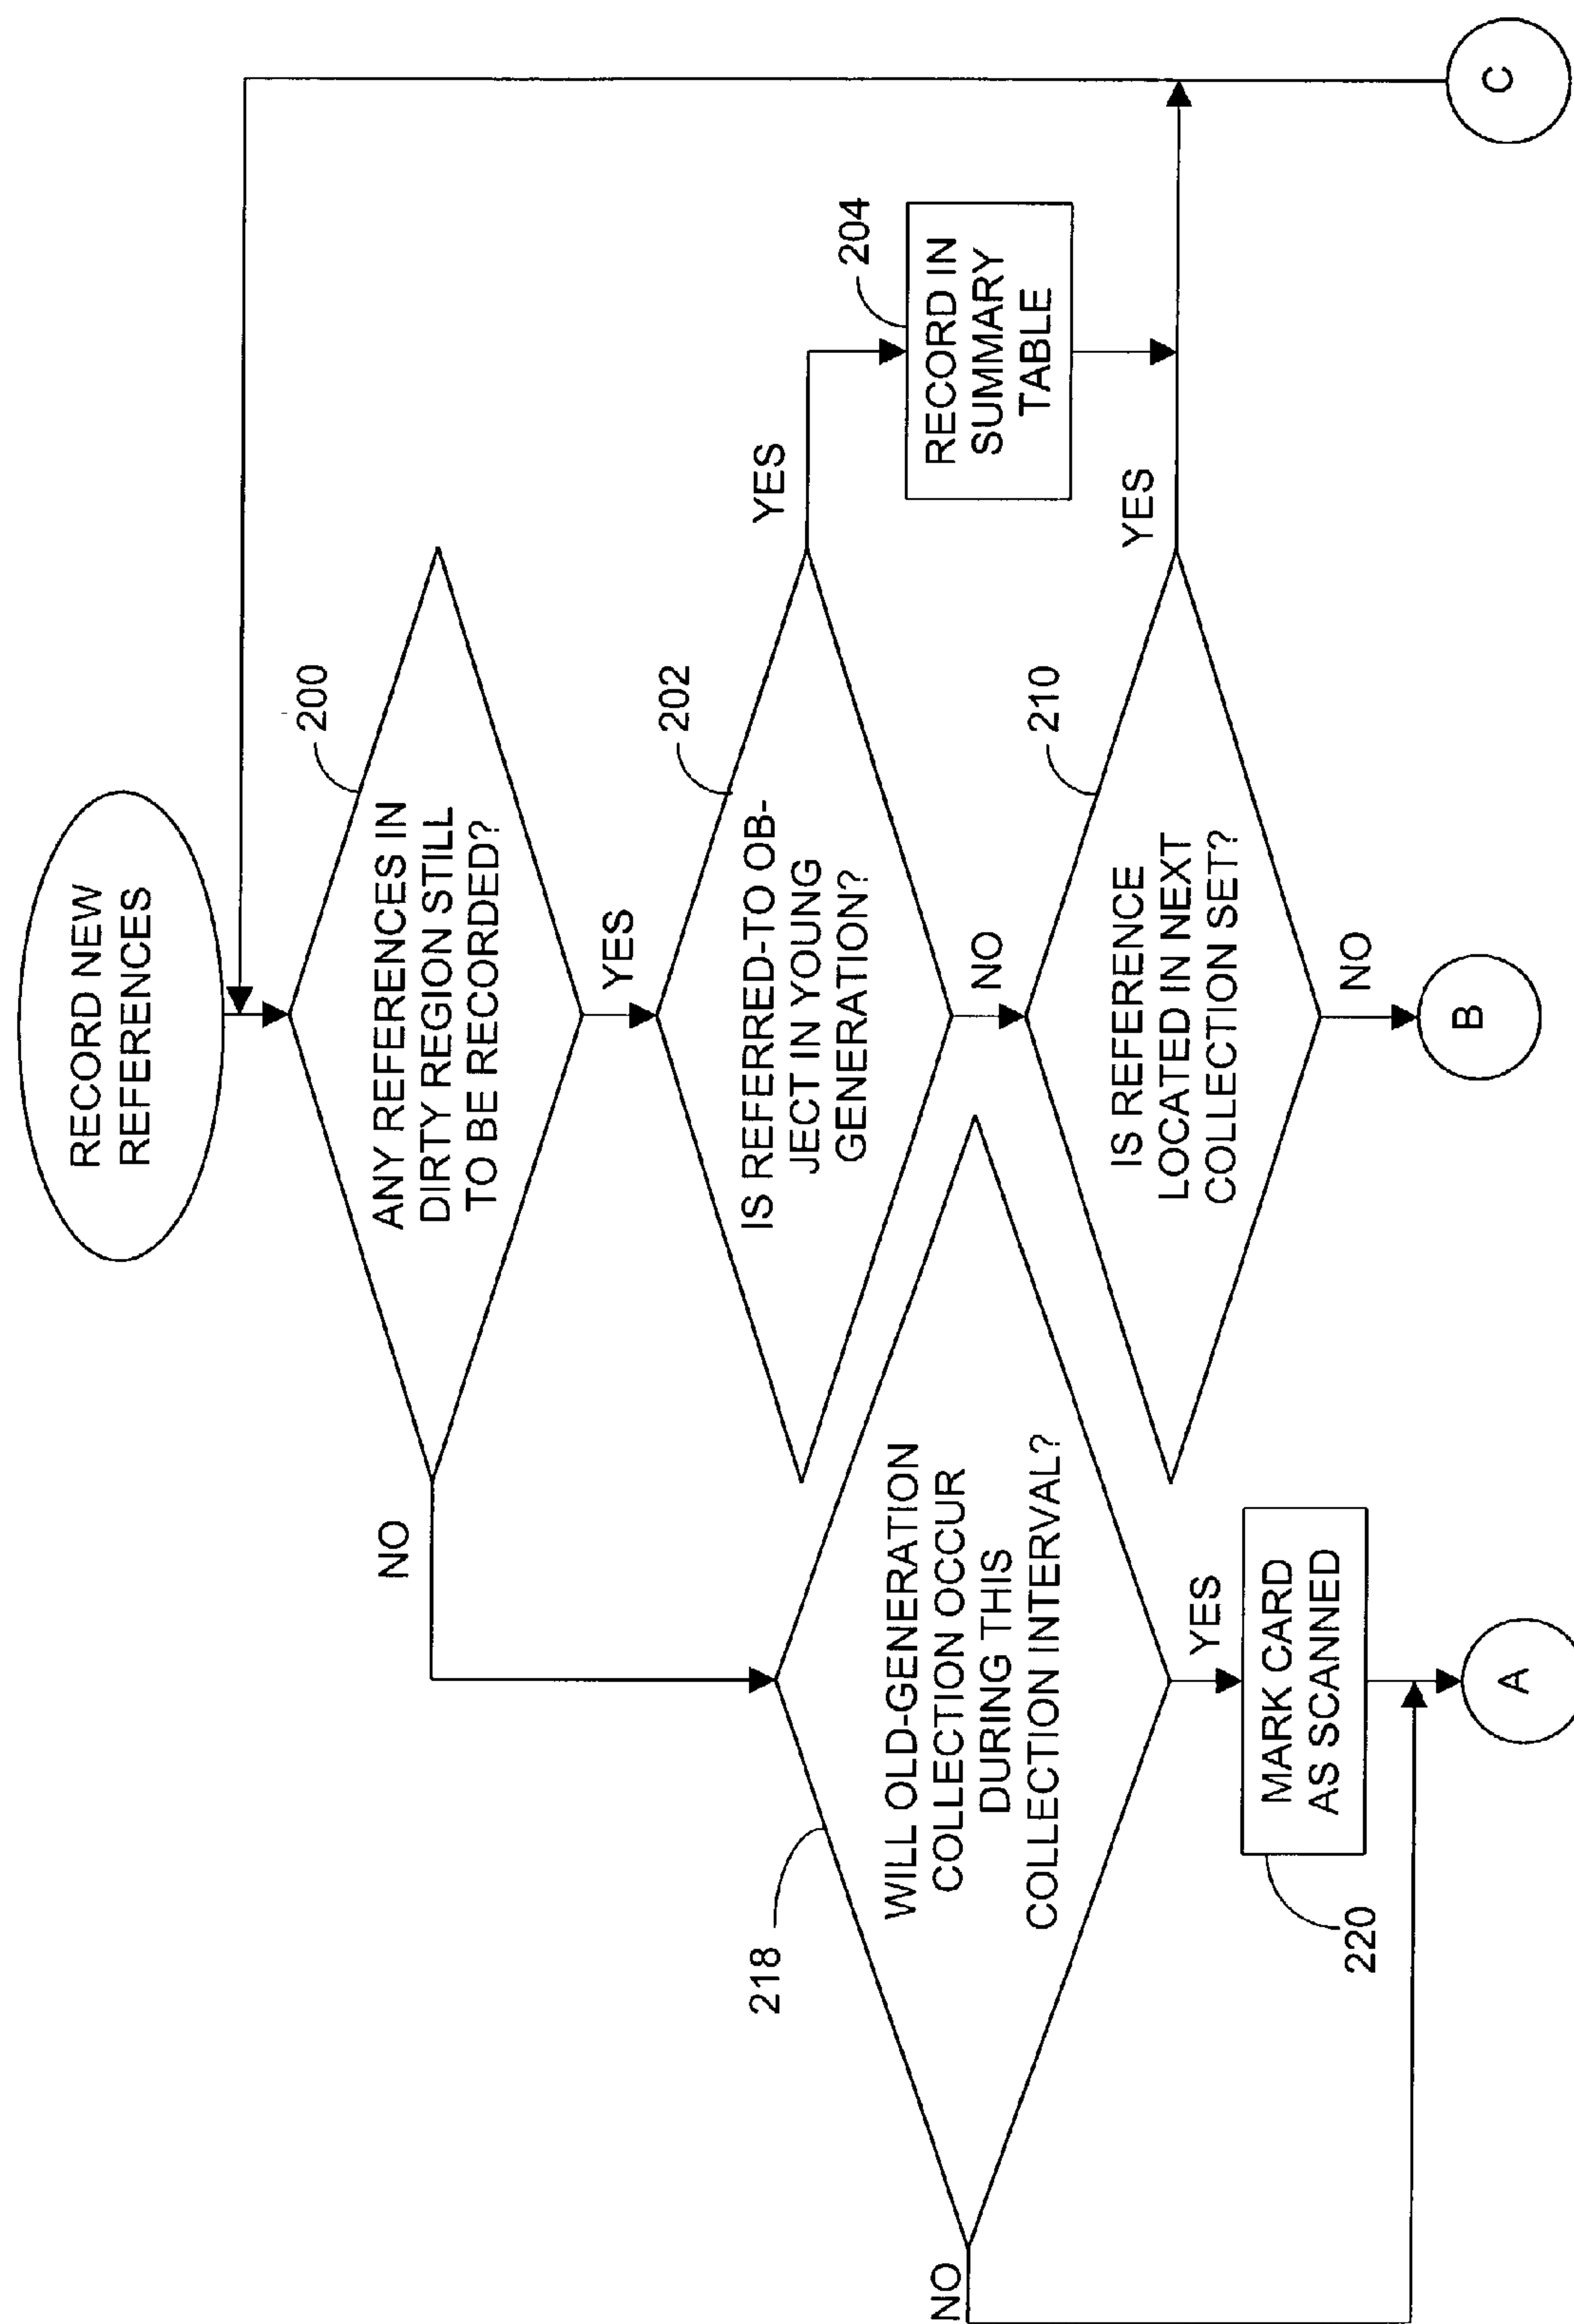 RECORD NEW
REFERENCES
200
ANY REFERENCES IN
DIRTY REGION STILL
TO BE RECORDED?
NO
YES
202
IS REFERRED-TO OB-
JECT IN YOUNG
GENERATION?
YES
204
RECORD IN
SUMMARY
TABLE
NO
210
IS REFERENCE
LOCATED IN NEXT
COLLECTION SET?
YES
NO
B
C
218
WILL OLD-GENERATION
COLLECTION OCCUR
DURING THIS
COLLECTION INTERVAL?
NO
YES
220
MARK CARD
AS SCANNED
A